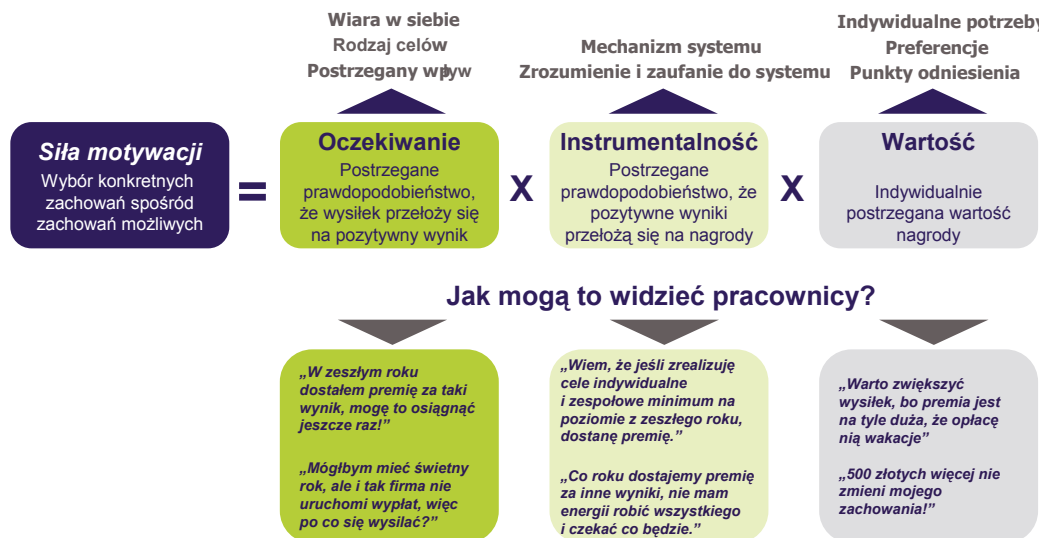 Wiara w siebie
Rodzaj celów
Postrzegany wpływ
Mechanizm systemu
Zrozumienie i zaufanie do systemu
Indywidualne potrzeby
Preferencje
Punkty odniesienia
Siła motywacji
Wybór konkretnych
zachowań spośród
zachowań możliwych
=
Oczekiwanie
Postrzegane
prawdopodobieństwo,
że wysiłek przełoży się
na pozytywny wynik
X
Instrumentalność
Postrzegane
prawdopodobieństwo, że
pozytywne wyniki
przełożą się na nagrody
X
Wartość
Indywidualnie
postrzegana wartość
nagrody
Jak mogą to widzieć pracownicy?
„W zeszłym roku
dostałem premię za taki
wynik, mogę to osiągnąć
jeszcze raz!”
„Mógłbym mieć świetny
rok, ale i tak firma nie
uruchomi wypłat, więc
po co się wysilać?”
„Wiem, że jeśli zrealizuję
cele indywidualne
i zespołowe minimum na
poziomie z zeszłego roku,
dostanę premię.”
„Co roku dostajemy premię
za inne wyniki, nie mam
energii robić wszystkiego
i czekać co będzie.”
„Warto zwiększyć
wysiłek, bo premia jest
na tyle duża, że opłacę
nią wakacje”
„500 złotych więcej nie
zmieni mojego
zachowania!”